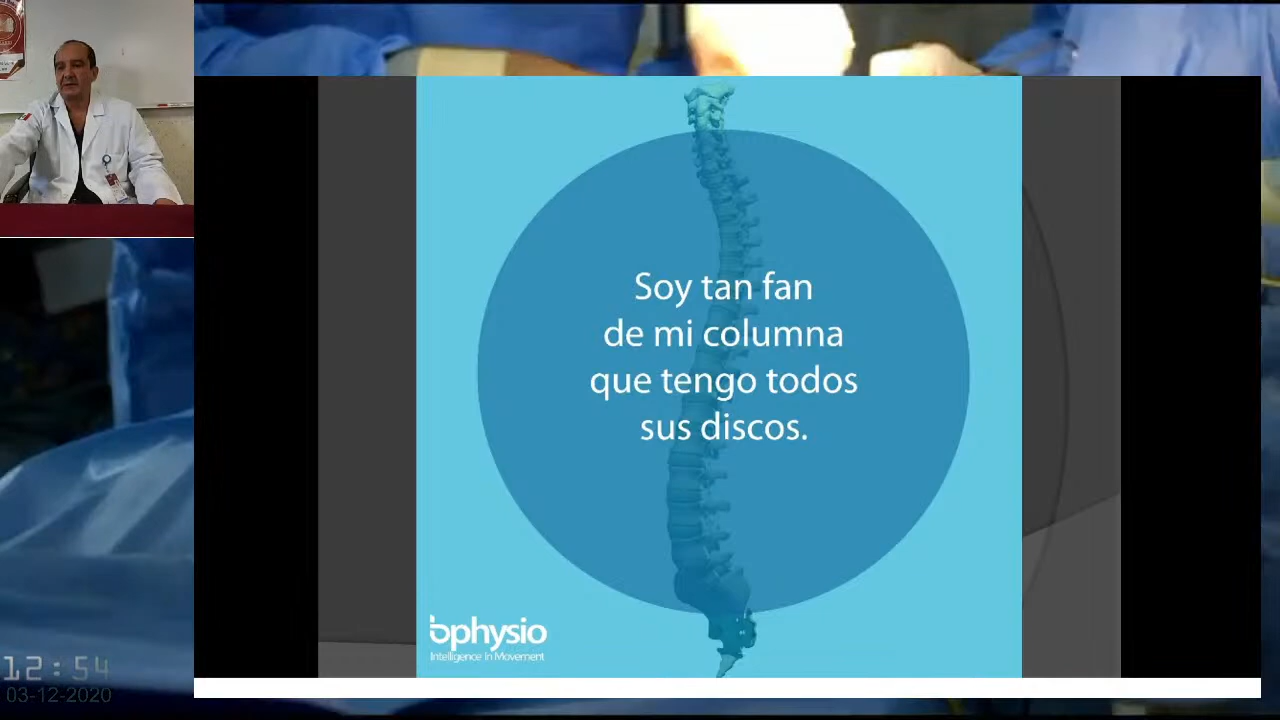 Soy tan fan
de mi columna
que tengo todos
sus discos.
bphysio
Intelligence In Movement
12:54
03-12-2020